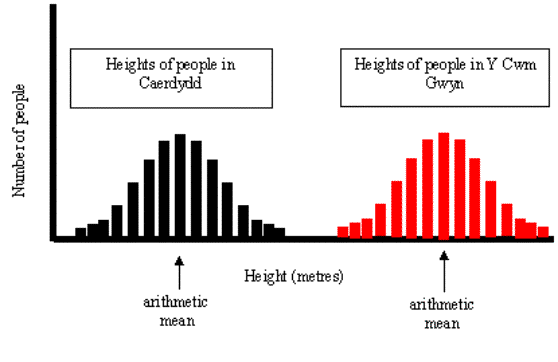 Heights of people in
Caerdydd
Heights of people in Y Cwm
Gwyn
Number of people
Height (metres)
arithmetic
mean
arithmetic
mean